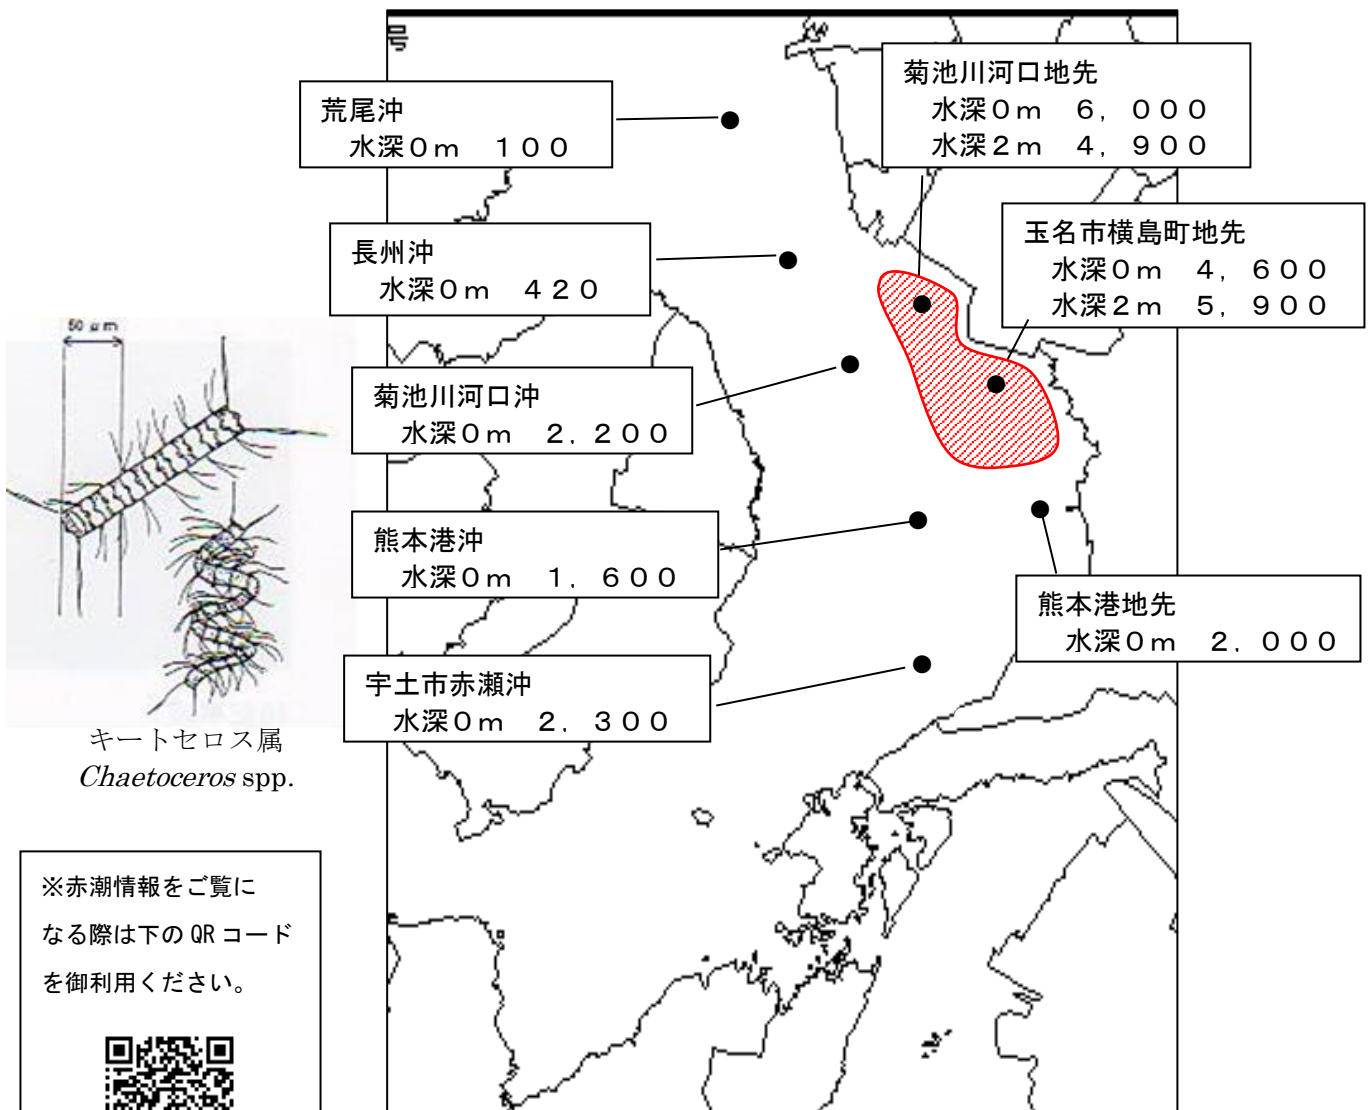 号
荒尾沖
水深０ｍ　１００
菊池川河口地先
水深０ｍ　６，０００
水深２ｍ　４，９００
長州沖
水深０ｍ　４２０
玉名市横島町地先
水深０ｍ　４，６００
水深２ｍ　５，９００
50 μm
菊池川河口沖
水深０ｍ　２，２００
熊本港沖
水深０ｍ　１，６００
熊本港地先
水深０ｍ　２，０００
宇土市赤瀬沖
水深０ｍ　２，３００
キートセロス属
Chaetoceros spp.
※赤潮情報をご覧に
なる際は下の QR コード
を御利用ください。